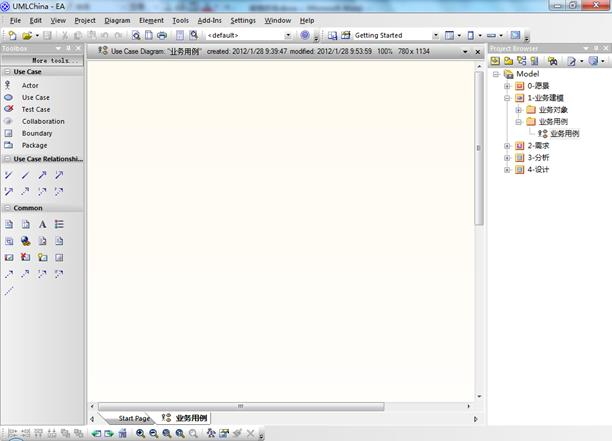 UMLChina - EA
File Edit View Project Diagram Element Tools Add-Ins Settings Window Help
<default> Getting Started
Toolbox
More tools...
Use Case
Actor
Use Case
Test Case
Collaboration
Boundary
Package
Use Case Relationshi...
Common
A
Use Case Diagram: "业务用例" created: 2012/1/28 9:39:47 modified: 2012/1/28 9:53:59 100% 780 x 1134
Start Page 业务用例
Project Browser
Model
0-愿景
1-业务建模
业务对象
业务用例
业务用例
2-需求
3-分析
4-设计